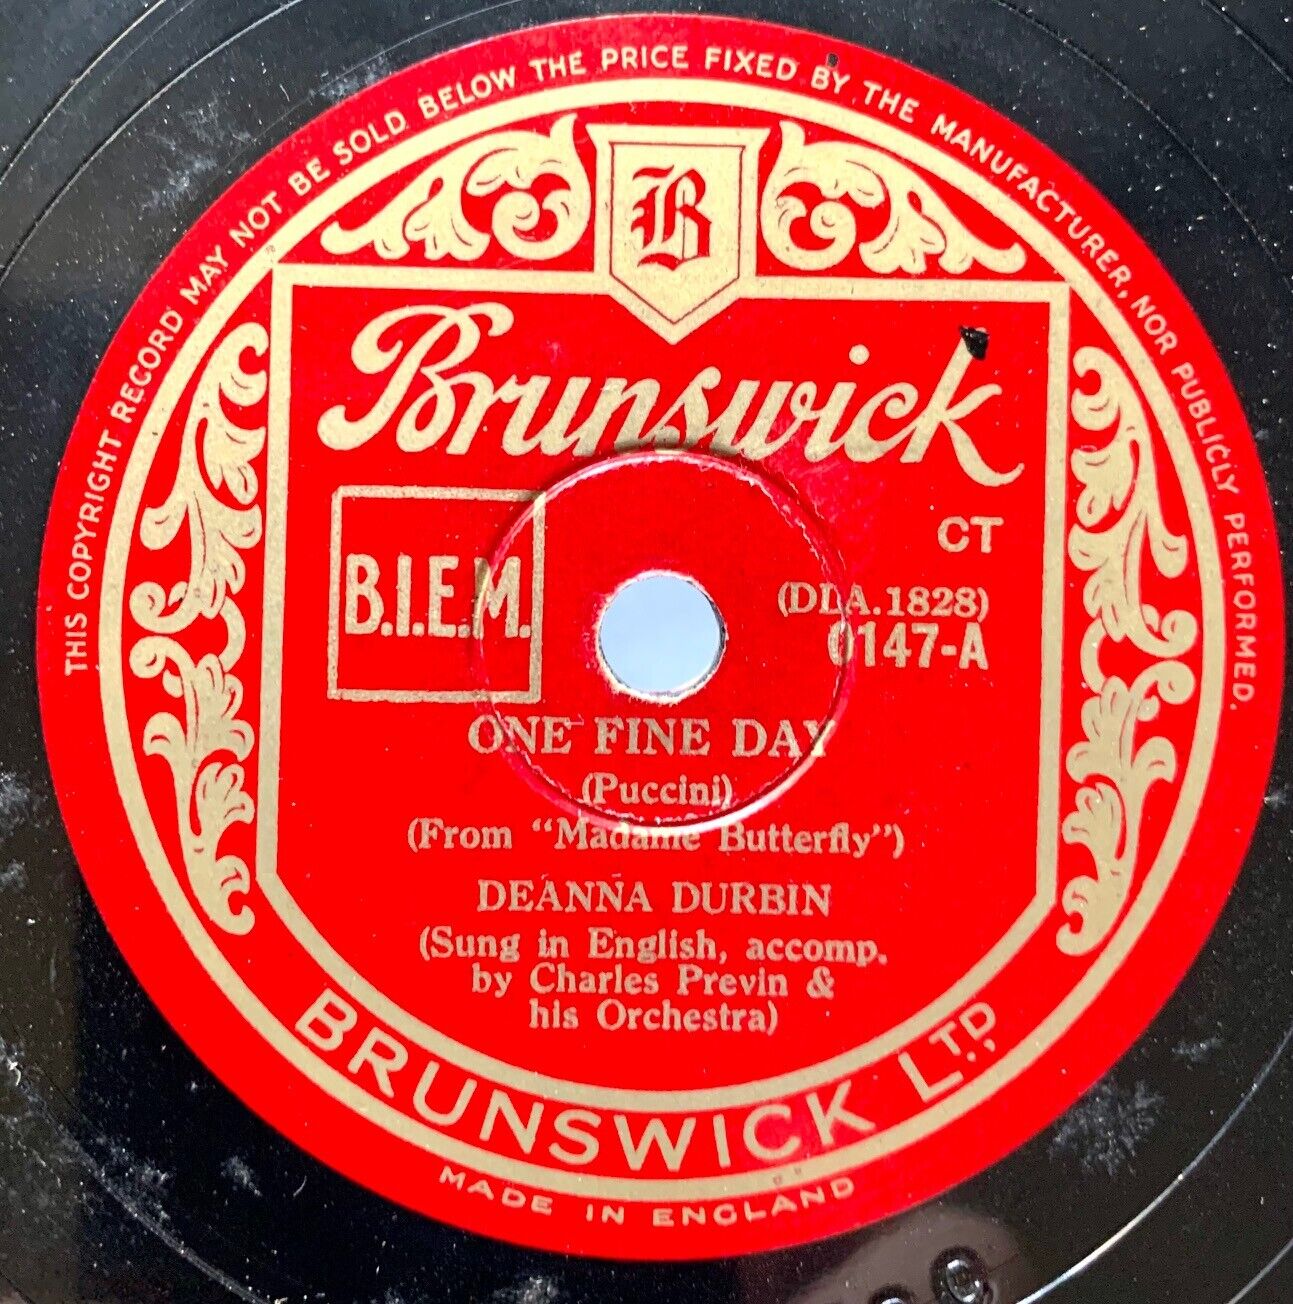 THIS COPYRIGHT RECORD MAY NOT BE SOLD BELOW THE PRICE FIXED BY THE MANUFACTURER, NOR PUBLICLY PERFORMED.
B
Brunswick
CT
B.I.E.M.
(DLA.1828)
0147-A
ONE FINE DAY
(Puccini)
(From "Madame Butterfly")
DEANNA DURBIN
(Sung in English, accomp.
by Charles Previn &
his Orchestra)
BRUNSWICK LTD.
MADE IN ENGLAND